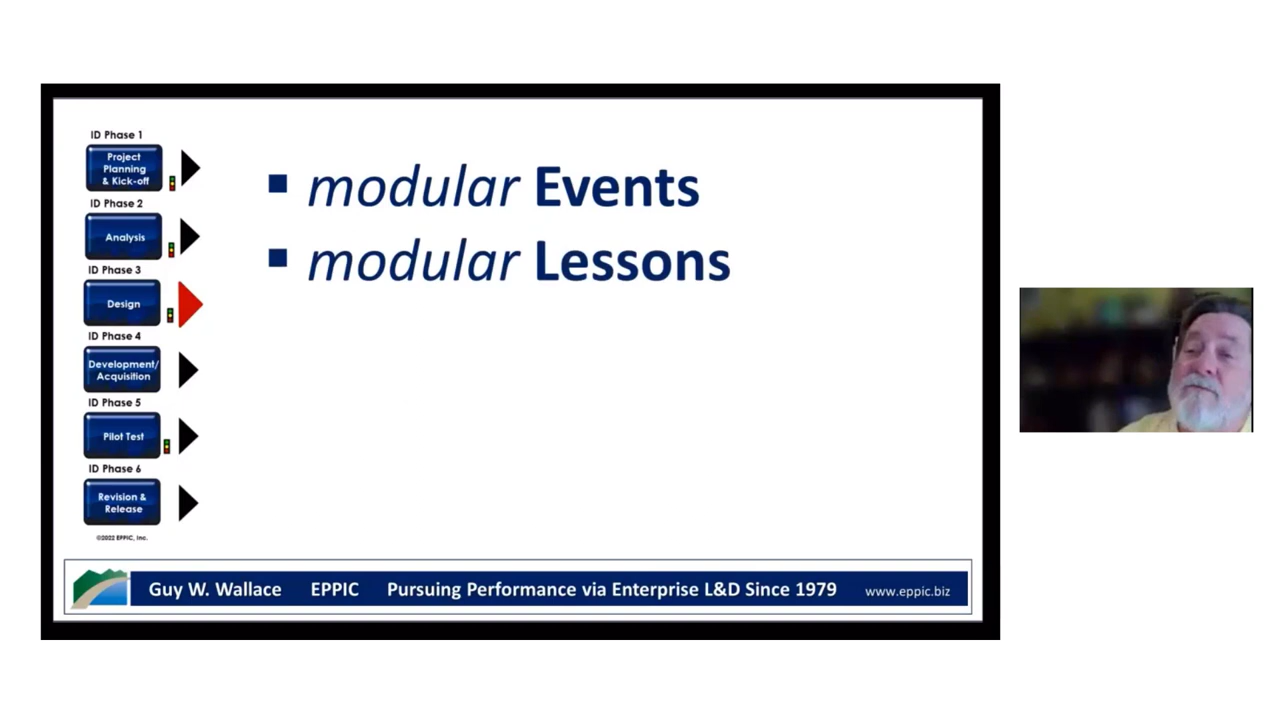 ID Phase 1
Project
Planning
& Kick-off
ID Phase 2
Analysis
ID Phase 3
Design
ID Phase 4
Development/
Acquisition
ID Phase 5
Pilot Test
ID Phase 6
Revision &
Release
©2022 EPPIC, Inc.
▪ modular Events
▪ modular Lessons
Guy W. Wallace EPPIC Pursuing Performance via Enterprise L&D Since 1979 www.eppic.biz